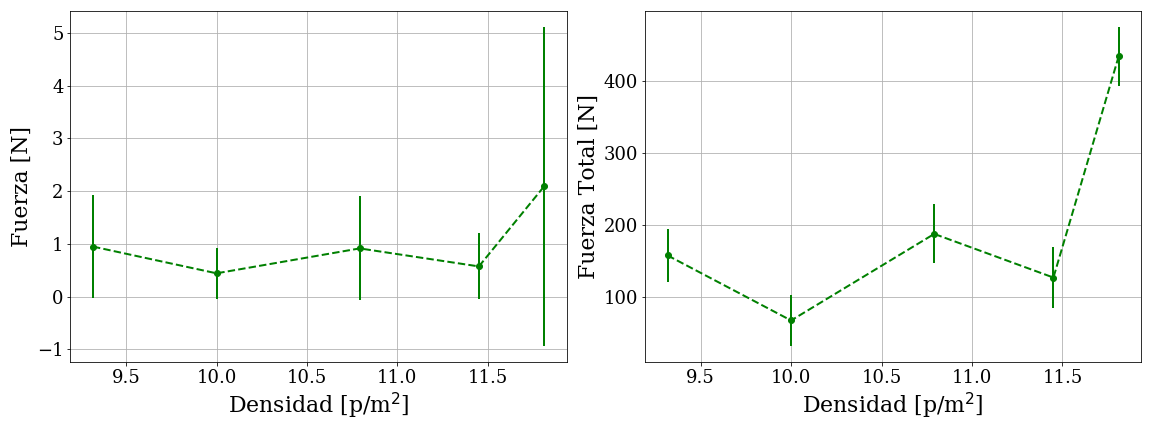 Fuerza [N]
5
4
3
2
1
0
−1
9.5 10.0 10.5 11.0 11.5
Densidad [p/m²]
Fuerza Total [N]
400
300
200
100
9.5 10.0 10.5 11.0 11.5
Densidad [p/m²]